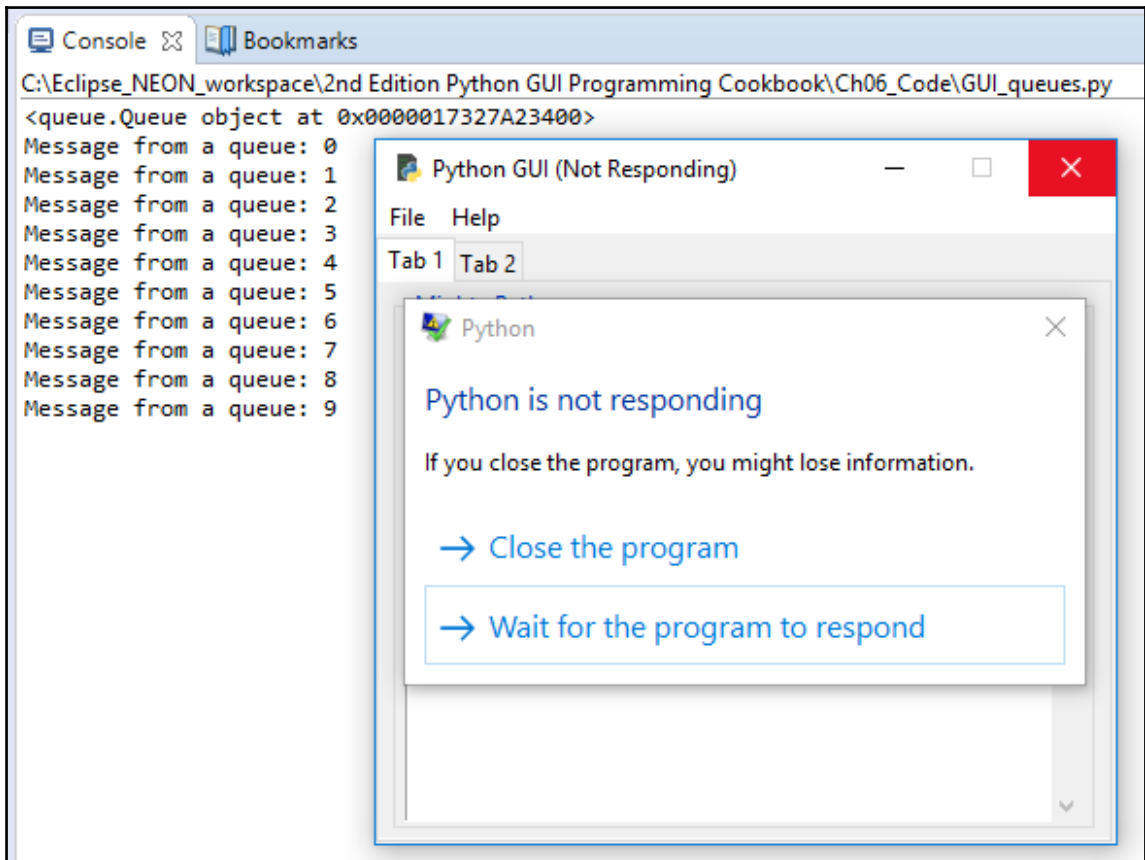 Console Bookmarks
C:\Eclipse_NEON_workspace\2nd Edition Python GUI Programming Cookbook\Ch06_Code\GUI_queues.py
<queue.Queue object at 0x0000017327A23400>
Message from a queue: 0
Message from a queue: 1
Message from a queue: 2
Message from a queue: 3
Message from a queue: 4
Message from a queue: 5
Message from a queue: 6
Message from a queue: 7
Message from a queue: 8
Message from a queue: 9
Python GUI (Not Responding)
File Help
Tab 1 Tab 2
Python
Python is not responding
If you close the program, you might lose information.
→ Close the program
→ Wait for the program to respond